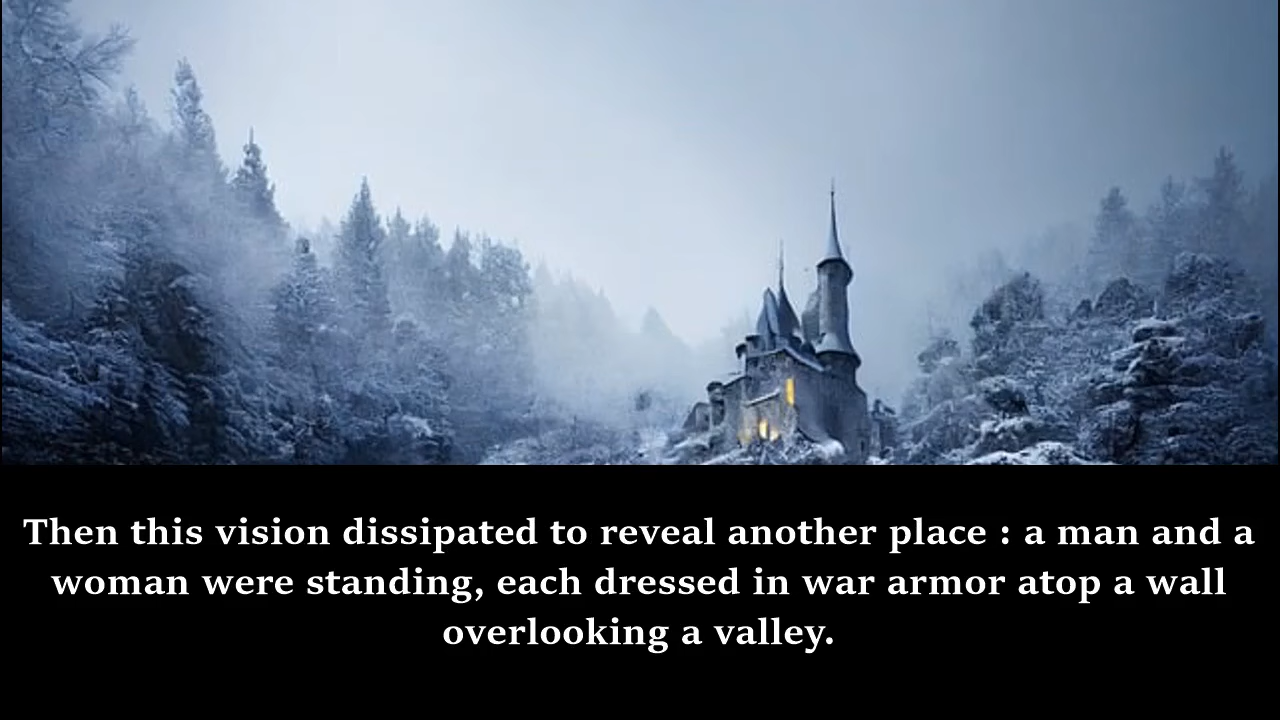 Then this vision dissipated to reveal another place : a man and a
woman were standing, each dressed in war armor atop a wall
overlooking a valley.